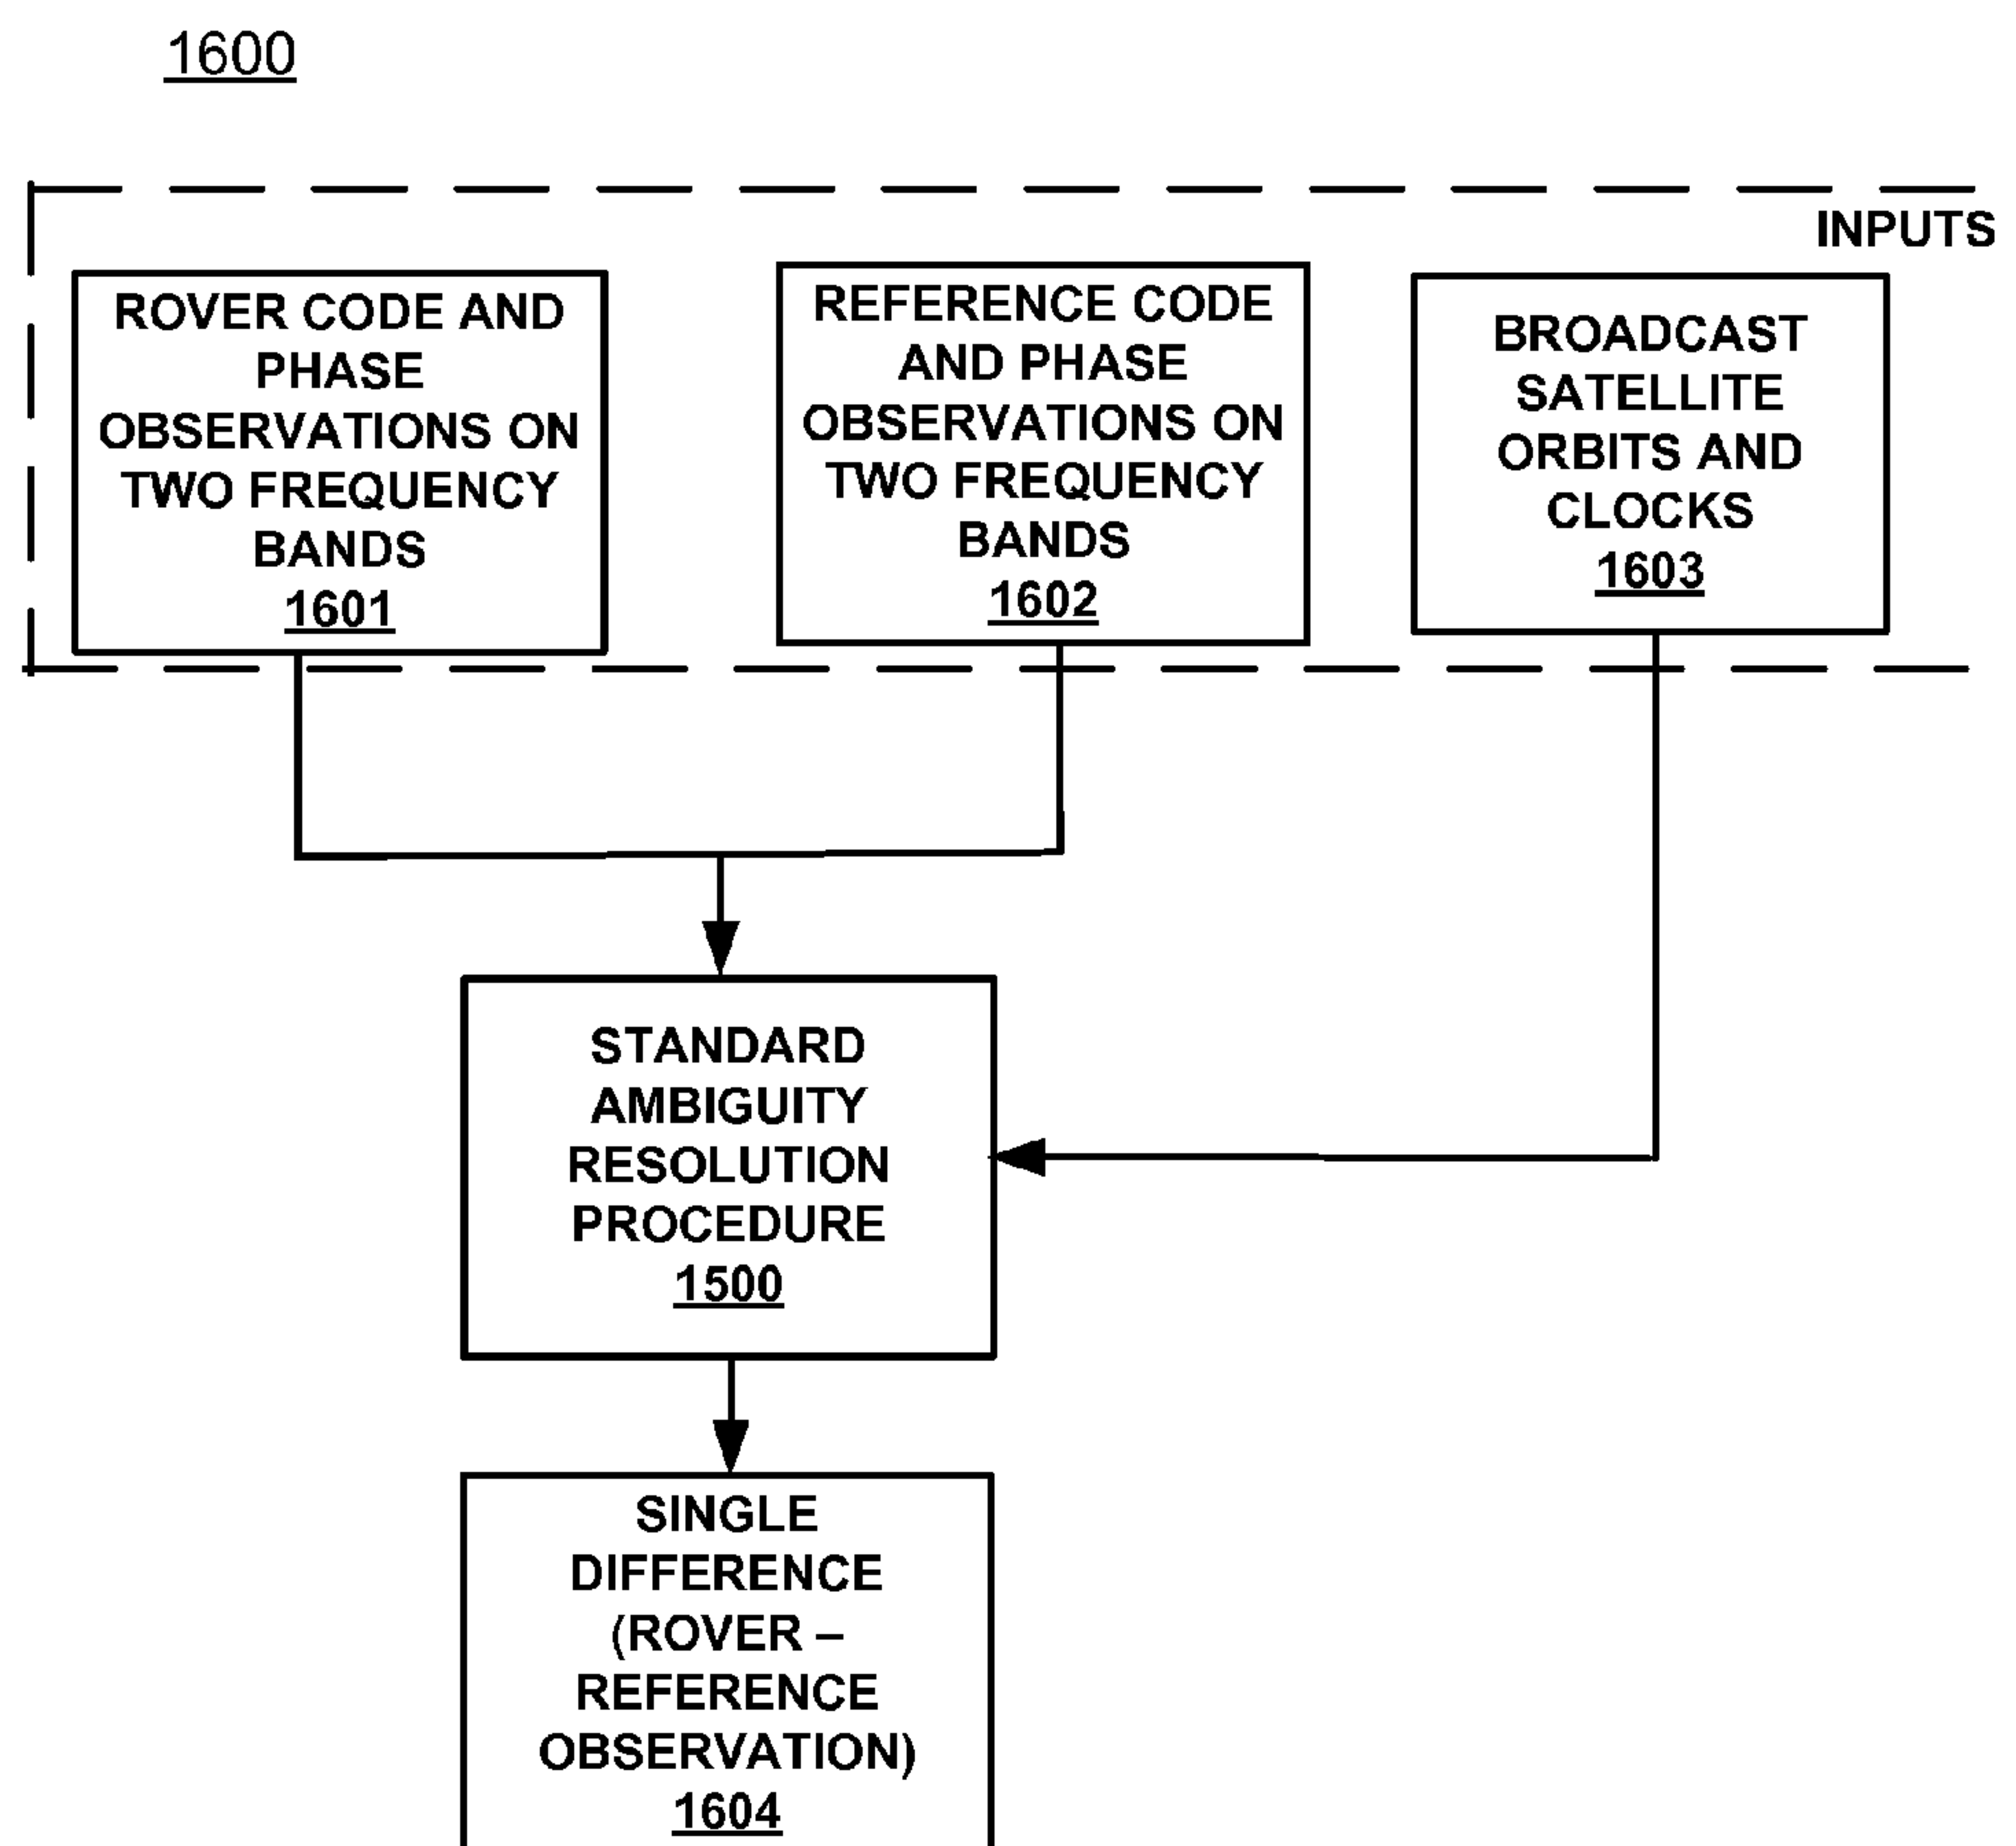 1600
INPUTS
ROVER CODE AND
PHASE
OBSERVATIONS ON
TWO FREQUENCY
BANDS
1601
REFERENCE CODE
AND PHASE
OBSERVATIONS ON
TWO FREQUENCY
BANDS
1602
BROADCAST
SATELLITE
ORBITS AND
CLOCKS
1603
STANDARD
AMBIGUITY
RESOLUTION
PROCEDURE
1500
SINGLE
DIFFERENCE
(ROVER –
REFERENCE
OBSERVATION)
1604